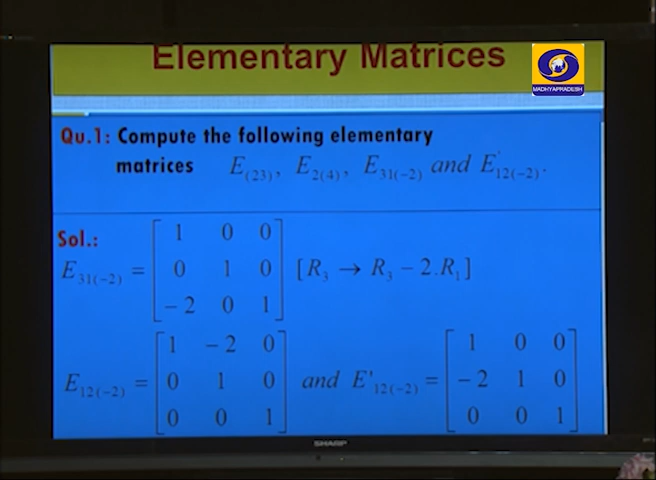 Elementary Matrices
MADHYAPRADESH
Qu.1: Compute the following elementary
matrices E(23), E2(4), E31(−2) and E'12(−2).
Sol.:
E31(−2) = [1 0 0; 0 1 0; −2 0 1] [R3 → R3 − 2.R1]
E12(−2) = [1 −2 0; 0 1 0; 0 0 1] and E'12(−2) = [1 0 0; −2 1 0; 0 0 1]
SHARP